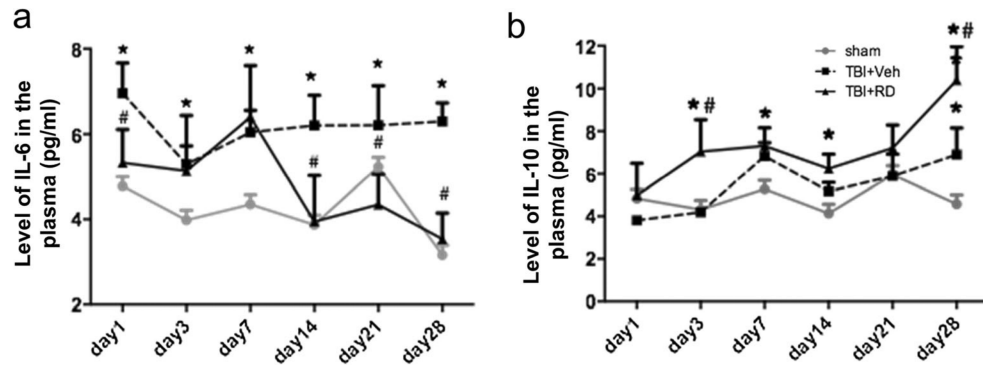 a
Level of IL-6 in the
plasma (pg/ml)
8
6
4
2
* * * * * *
# # # #
day1 day3 day7 day14 day21 day28
b
Level of IL-10 in the
plasma (pg/ml)
12
10
8
6
4
2
0
sham
TBI+Veh
TBI+RD
*# * * *# *
day1 day3 day7 day14 day21 day28